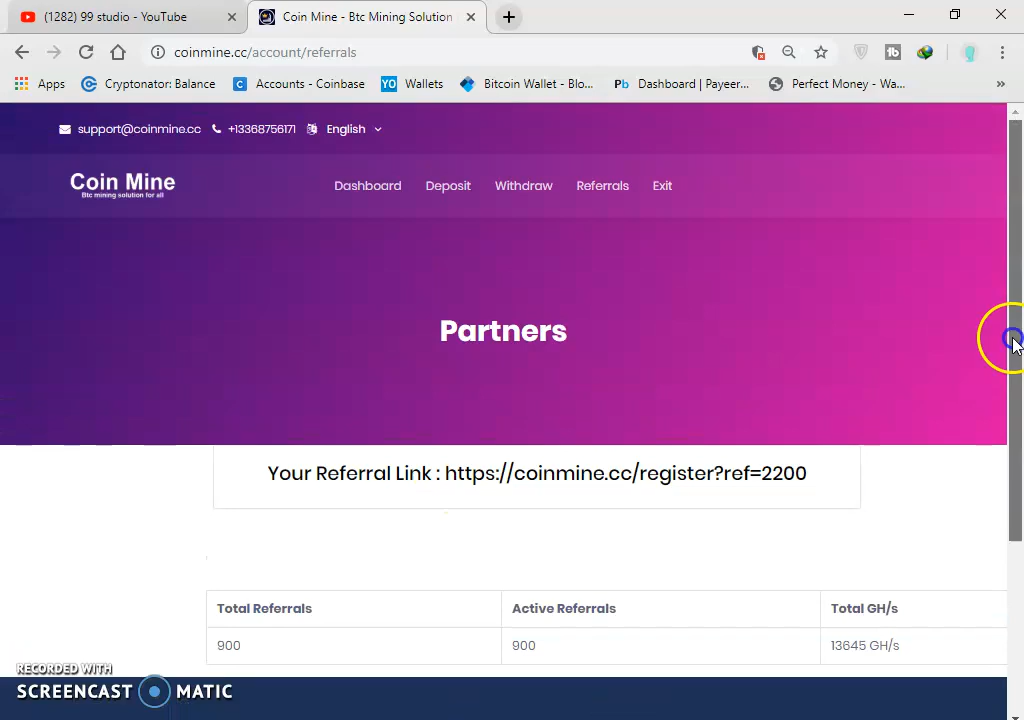 (1282) 99 studio - YouTube
Coin Mine - Btc Mining Solution
coinmine.cc/account/referrals
Apps
Cryptonator: Balance
Accounts - Coinbase
YO Wallets
Bitcoin Wallet - Blo...
Pb Dashboard | Payeer...
Perfect Money - Wa...
support@coinmine.cc
+13368756171
English
Coin Mine
Btc mining solution for all
Dashboard
Deposit
Withdraw
Referrals
Exit
Partners
Your Referral Link : https://coinmine.cc/register?ref=2200
Total Referrals
Active Referrals
Total GH/s
900
900
13645 GH/s
RECORDED WITH
SCREENCAST MATIC